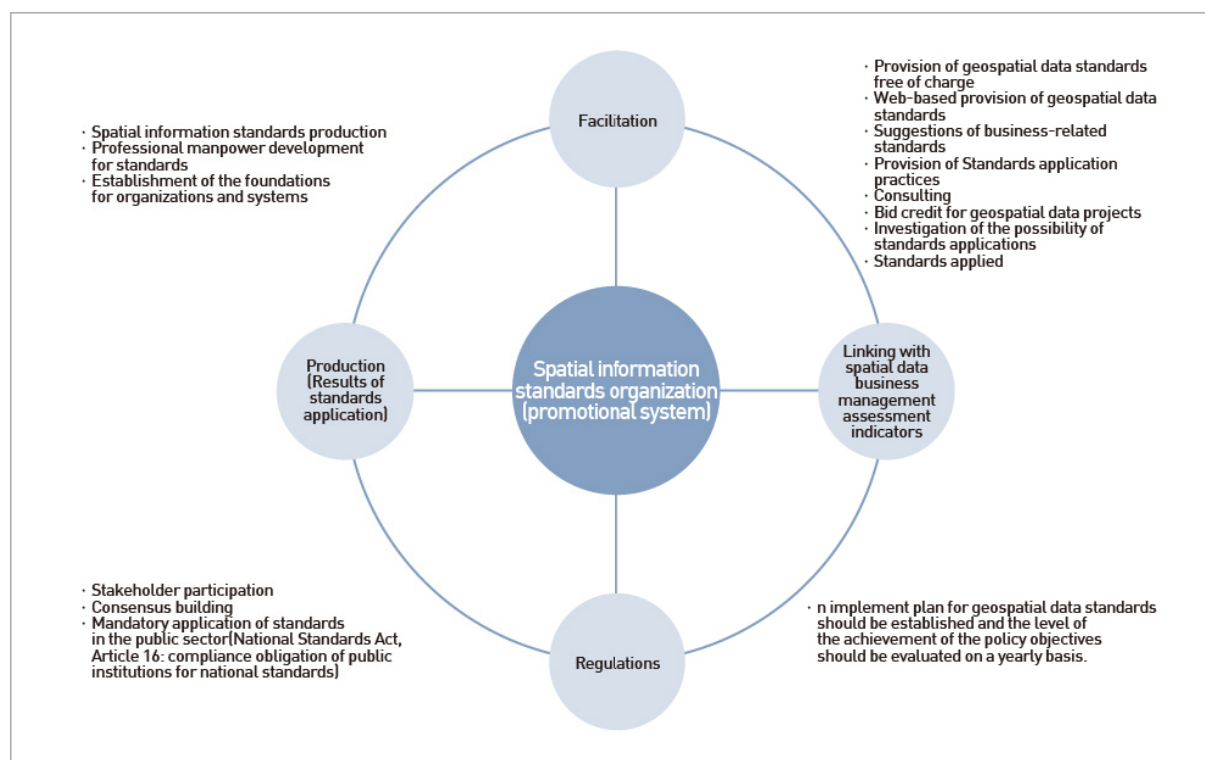 Facilitation
· Provision of geospatial data standards
free of charge
· Web-based provision of geospatial data
standards
· Suggestions of business-related
standards
· Provision of Standards application
practices
· Consulting
· Bid credit for geospatial data projects
· Investigation of the possibility of
standards applications
· Standards applied
· Spatial information standards production
· Professional manpower development
for standards
· Establishment of the foundations
for organizations and systems
Production
(Results of
standards
application)
Spatial information
standards organization
(promotional system)
Linking with
spatial data
business
management
assessment
indicators
· Stakeholder participation
· Consensus building
· Mandatory application of standards
in the public sector(National Standards Act,
Article 16: compliance obligation of public
institutions for national standards)
Regulations
· n implement plan for geospatial data standards
should be established and the level of
the achievement of the policy objectives
should be evaluated on a yearly basis.